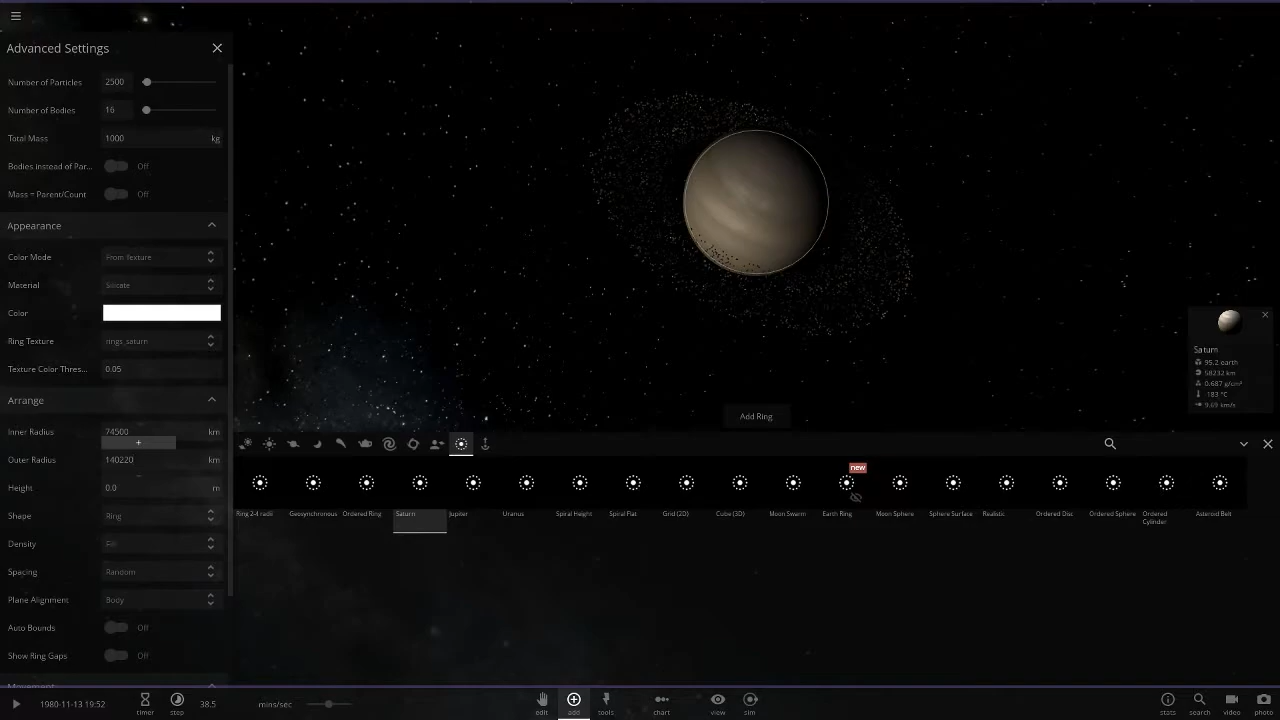 Advanced Settings
Number of Particles 2500
Number of Bodies 16
Total Mass 1000 kg
Bodies instead of Par... Off
Mass = Parent/Count Off
Appearance
Color Mode From Texture
Material Silicate
Color
Ring Texture rings_saturn
Texture Color Thres... 0.05
Arrange
Inner Radius 74500 km
+
Outer Radius 140220 km
-
Height 0.0 m
Shape Ring
Density Fill
Spacing Random
Plane Alignment Body
Auto Bounds Off
Show Ring Gaps Off
Movement
Saturn
95.2 earth
58232 km
0.687 g/cm³
-183 °C
9.69 km/s
Add Ring
new
Ring 2-4 radii Geosynchronous Ordered Ring Saturn Jupiter Uranus Spiral Height Spiral Flat Grid (2D) Cube (3D) Moon Swarm Earth Ring Moon Sphere Sphere Surface Realistic Ordered Disc Ordered Sphere Ordered Cylinder Asteroid Belt
1980-11-13 19:52 timer step 38.5 mins/sec edit add tools chart view sim stats search video photo